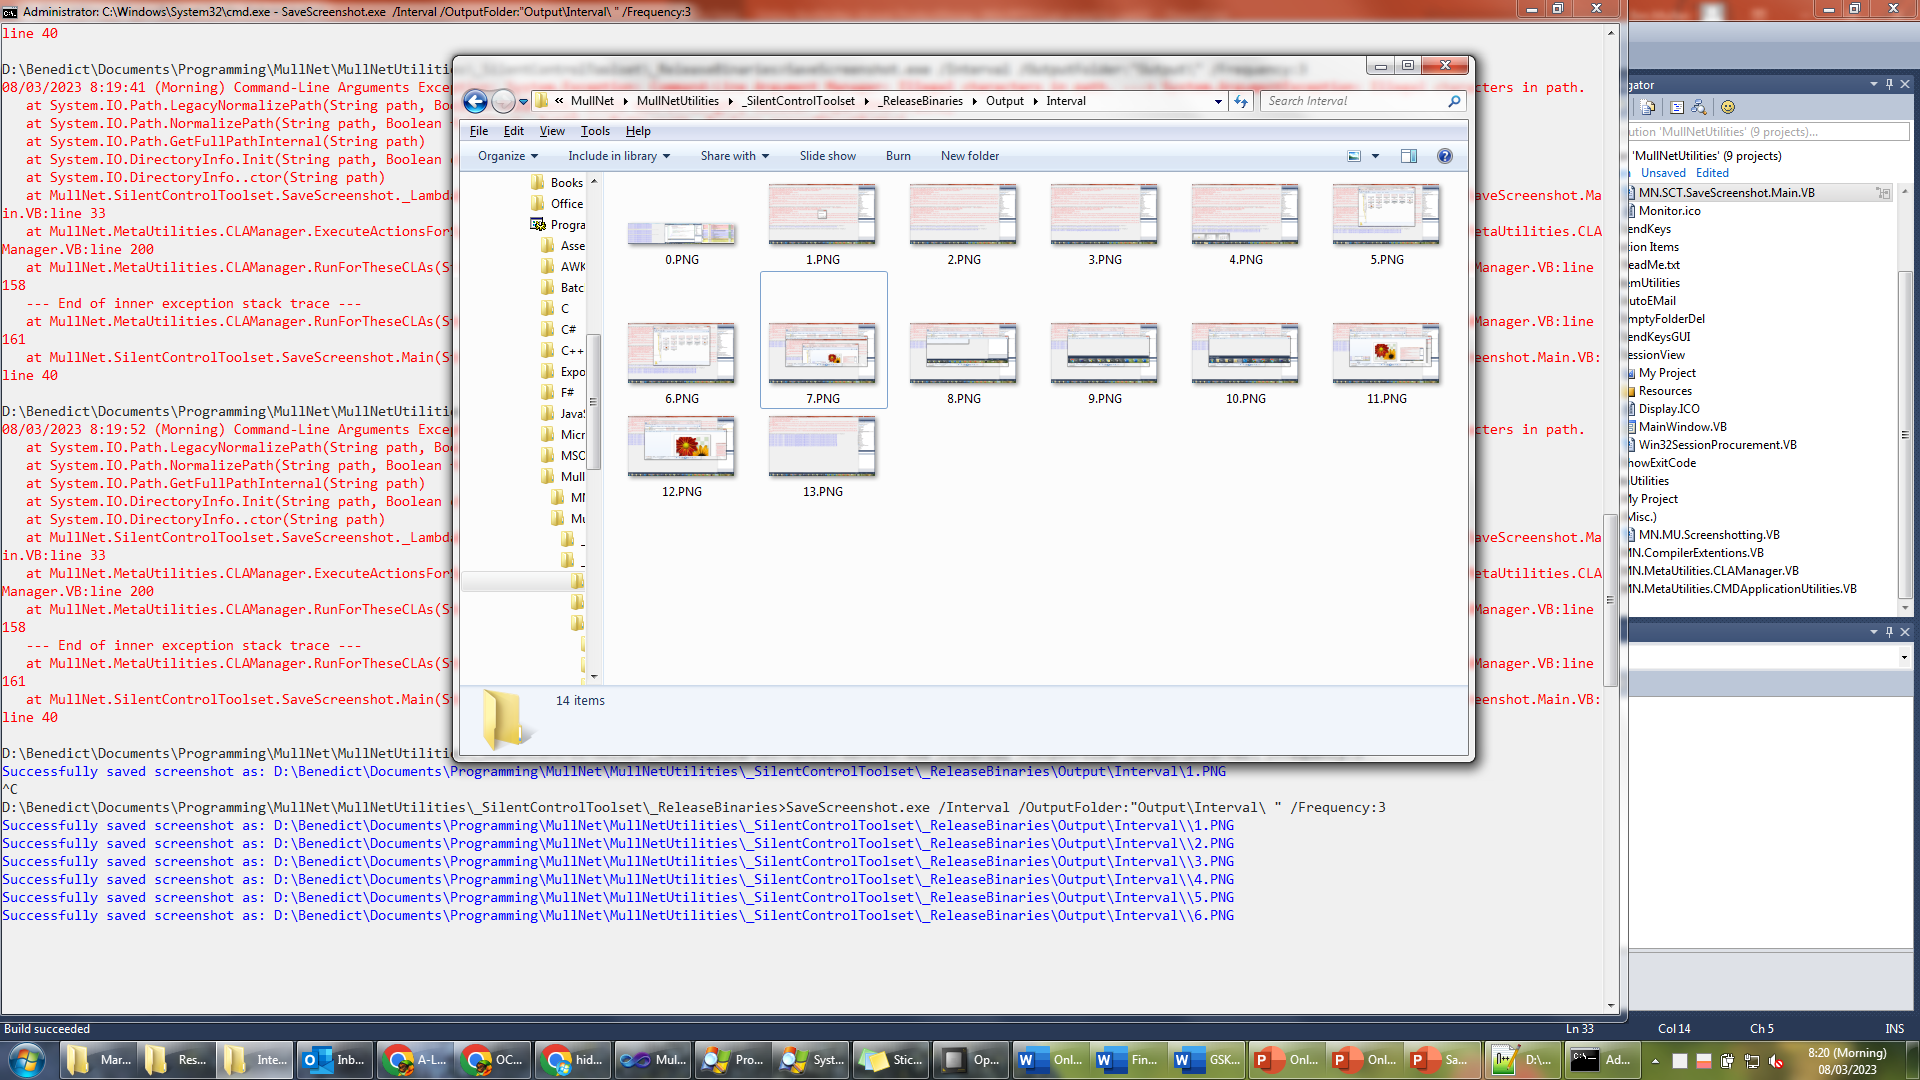 Administrator: C:\Windows\System32\cmd.exe - SaveScreenshot.exe  /Interval /OutputFolder:"Output\Interval\ " /Frequency:3
line 40
D:\Benedict\Documents\Programming\MullNet\MullNetUtilities\_SilentControlToolset\_ReleaseBinaries>SaveScreenshot.exe /Interval /OutputFolder:"Output\" /Frequency:3
08/03/2023 8:19:41 (Morning) Command-Line Arguments Exce
cters in path.
at System.IO.Path.LegacyNormalizePath(String path, Bo
at System.IO.Path.NormalizePath(String path, Boolean
at System.IO.Path.GetFullPathInternal(String path)
at System.IO.DirectoryInfo.Init(String path, Boolean
at System.IO.DirectoryInfo..ctor(String path)
at MullNet.SilentControlToolset.SaveScreenshot._Lambd
aveScreenshot.Ma
in.VB:line 33
at MullNet.MetaUtilities.CLAManager.ExecuteActionsFor
etaUtilities.CLA
Manager.VB:line 200
at MullNet.MetaUtilities.CLAManager.RunForTheseCLAs(S
Manager.VB:line
158
--- End of inner exception stack trace ---
at MullNet.MetaUtilities.CLAManager.RunForTheseCLAs(S
Manager.VB:line
161
at MullNet.SilentControlToolset.SaveScreenshot.Main(S
eenshot.Main.VB:
line 40
D:\Benedict\Documents\Programming\MullNet\MullNetUtiliti
08/03/2023 8:19:52 (Morning) Command-Line Arguments Exce
cters in path.
at System.IO.Path.LegacyNormalizePath(String path, Bo
at System.IO.Path.NormalizePath(String path, Boolean
at System.IO.Path.GetFullPathInternal(String path)
at System.IO.DirectoryInfo.Init(String path, Boolean
at System.IO.DirectoryInfo..ctor(String path)
at MullNet.SilentControlToolset.SaveScreenshot._Lambd
aveScreenshot.Ma
in.VB:line 33
at MullNet.MetaUtilities.CLAManager.ExecuteActionsFor
etaUtilities.CLA
Manager.VB:line 200
at MullNet.MetaUtilities.CLAManager.RunForTheseCLAs(S
Manager.VB:line
158
--- End of inner exception stack trace ---
at MullNet.MetaUtilities.CLAManager.RunForTheseCLAs(S
Manager.VB:line
161
at MullNet.SilentControlToolset.SaveScreenshot.Main(S
eenshot.Main.VB:
line 40
D:\Benedict\Documents\Programming\MullNet\MullNetUtiliti
Successfully saved screenshot as: D:\Benedict\Documents\Programming\MullNet\MullNetUtilities\_SilentControlToolset\_ReleaseBinaries\Output\Interval\1.PNG
^C
D:\Benedict\Documents\Programming\MullNet\MullNetUtilities\_SilentControlToolset\_ReleaseBinaries>SaveScreenshot.exe /Interval /OutputFolder:"Output\Interval\ " /Frequency:3
Successfully saved screenshot as: D:\Benedict\Documents\Programming\MullNet\MullNetUtilities\_SilentControlToolset\_ReleaseBinaries\Output\Interval\\1.PNG
Successfully saved screenshot as: D:\Benedict\Documents\Programming\MullNet\MullNetUtilities\_SilentControlToolset\_ReleaseBinaries\Output\Interval\\2.PNG
Successfully saved screenshot as: D:\Benedict\Documents\Programming\MullNet\MullNetUtilities\_SilentControlToolset\_ReleaseBinaries\Output\Interval\\3.PNG
Successfully saved screenshot as: D:\Benedict\Documents\Programming\MullNet\MullNetUtilities\_SilentControlToolset\_ReleaseBinaries\Output\Interval\\4.PNG
Successfully saved screenshot as: D:\Benedict\Documents\Programming\MullNet\MullNetUtilities\_SilentControlToolset\_ReleaseBinaries\Output\Interval\\5.PNG
Successfully saved screenshot as: D:\Benedict\Documents\Programming\MullNet\MullNetUtilities\_SilentControlToolset\_ReleaseBinaries\Output\Interval\\6.PNG
« MullNet MullNetUtilities _SilentControlToolset _ReleaseBinaries Output Interval
Search Interval
File Edit View Tools Help
Organize Include in library Share with Slide show Burn New folder
Books
Office
Progra
Asse
AWK
Batc
C
C#
C++
Expo
F#
JavaS
Micr
MSO
Mull
MN
Mu
0.PNG 1.PNG 2.PNG 3.PNG 4.PNG 5.PNG
6.PNG 7.PNG 8.PNG 9.PNG 10.PNG 11.PNG
12.PNG 13.PNG
14 items
gator
ution 'MullNetUtilities' (9 projects)...
'MullNetUtilities' (9 projects)
Unsaved Edited
MN.SCT.SaveScreenshot.Main.VB
Monitor.ico
endKeys
ion Items
eadMe.txt
emUtilities
utoEMail
mptyFolderDel
endKeysGUI
essionView
My Project
Resources
Display.ICO
MainWindow.VB
Win32SessionProcurement.VB
howExitCode
Utilities
My Project
Misc.)
MN.MU.Screenshotting.VB
MN.CompilerExtentions.VB
MN.MetaUtilities.CLAManager.VB
MN.MetaUtilities.CMDApplicationUtilities.VB
Build succeeded
Ln 33 Col 14 Ch 5 INS
Mar... Res... Inte... Inb... A-L... OC... hid... Mul... Pro... Syst... Stic... Op... Onl... Fin... GSK... Onl... Onl... Sa... D:\... Ad...
8:20 (Morning)
08/03/2023